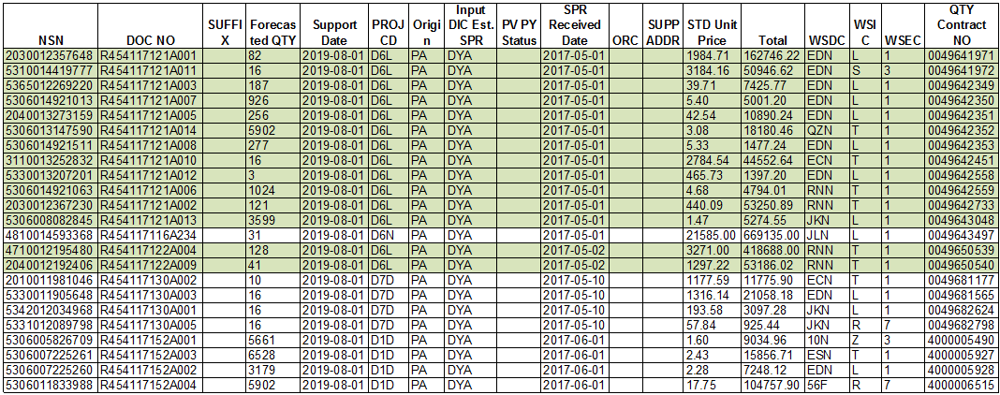 NSN DOC NO SUFFIX Forecasted QTY Support Date PROJ CD Origin Input DIC Est. SPR PV PY Status SPR Received Date ORC SUPP ADDR STD Unit Price Total WSDC WSIC WSEC QTY Contract NO
2030012357648 R454117121A001 82 2019-08-01 D6L PA DYA 2017-05-01 1984.71 162746.22 EDN L 1 0049641971
5310014419777 R454117121A011 16 2019-08-01 D6L PA DYA 2017-05-01 3184.16 50946.62 EDN S 3 0049641972
5365012269220 R454117121A003 187 2019-08-01 D6L PA DYA 2017-05-01 39.71 7425.77 EDN L 1 0049642349
5306014921013 R454117121A007 926 2019-08-01 D6L PA DYA 2017-05-01 5.40 5001.20 EDN L 1 0049642350
2040013273159 R454117121A005 256 2019-08-01 D6L PA DYA 2017-05-01 42.54 10890.24 EDN L 1 0049642351
5306013147590 R454117121A014 5902 2019-08-01 D6L PA DYA 2017-05-01 3.08 18180.46 QZN T 1 0049642352
5306014921511 R454117121A008 277 2019-08-01 D6L PA DYA 2017-05-01 5.33 1477.24 EDN L 1 0049642353
3110013252832 R454117121A010 16 2019-08-01 D6L PA DYA 2017-05-01 2784.54 44552.64 ECN T 1 0049642451
5330013207201 R454117121A012 3 2019-08-01 D6L PA DYA 2017-05-01 465.73 1397.20 EDN L 1 0049642558
5306014921063 R454117121A006 1024 2019-08-01 D6L PA DYA 2017-05-01 4.68 4794.01 RNN T 1 0049642559
2030012367230 R454117121A002 121 2019-08-01 D6L PA DYA 2017-05-01 440.09 53250.89 RNN T 1 0049642733
5306008082845 R454117121A013 3599 2019-08-01 D6L PA DYA 2017-05-01 1.47 5274.55 JKN L 1 0049643048
4810014593368 R454117116A234 31 2019-08-01 D6N PA DYA 2017-05-01 21585.00 669135.00 JLN L 1 0049643497
4710012195480 R454117122A004 128 2019-08-01 D6L PA DYA 2017-05-02 3271.00 418688.00 RNN T 1 0049650539
2040012192406 R454117122A009 41 2019-08-01 D6L PA DYA 2017-05-02 1297.22 53186.02 RNN T 1 0049650540
2010011981046 R454117130A002 10 2019-08-01 D7D PA DYA 2017-05-10 1177.59 11775.90 ECN T 1 0049681177
5330011905648 R454117130A003 16 2019-08-01 D7D PA DYA 2017-05-10 1316.14 21058.18 EDN L 1 0049681565
5342012034968 R454117130A001 16 2019-08-01 D7D PA DYA 2017-05-10 193.58 3097.28 JKN L 1 0049682624
5331012089798 R454117130A005 16 2019-08-01 D7D PA DYA 2017-05-10 57.84 925.44 JKN R 7 0049682798
5306005826709 R454117152A001 5661 2019-08-01 D1D PA DYA 2017-06-01 1.60 9034.96 10N Z 3 4000005490
5306007225261 R454117152A003 6528 2019-08-01 D1D PA DYA 2017-06-01 2.43 15856.71 ESN T 1 4000005927
5306007225260 R454117152A002 3179 2019-08-01 D1D PA DYA 2017-06-01 2.28 7248.12 EDN L 1 4000005928
5306011833988 R454117152A004 5902 2019-08-01 D1D PA DYA 2017-06-01 17.75 104757.90 56F R 7 4000006515